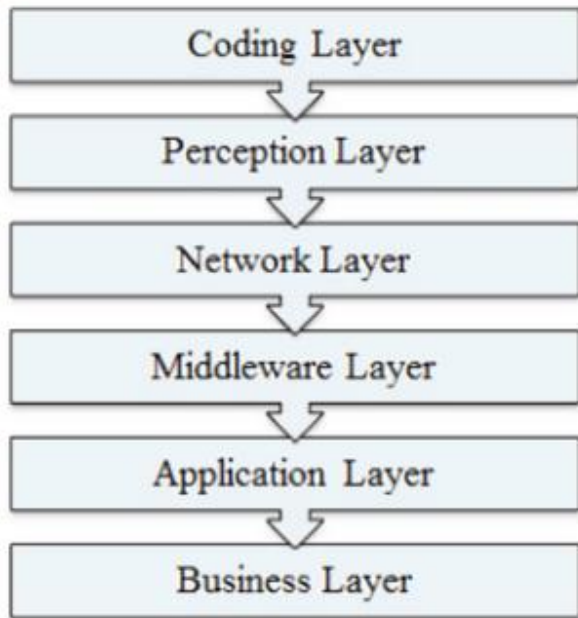 Coding Layer
Perception Layer
Network Layer
Middleware Layer
Application Layer
Business Layer